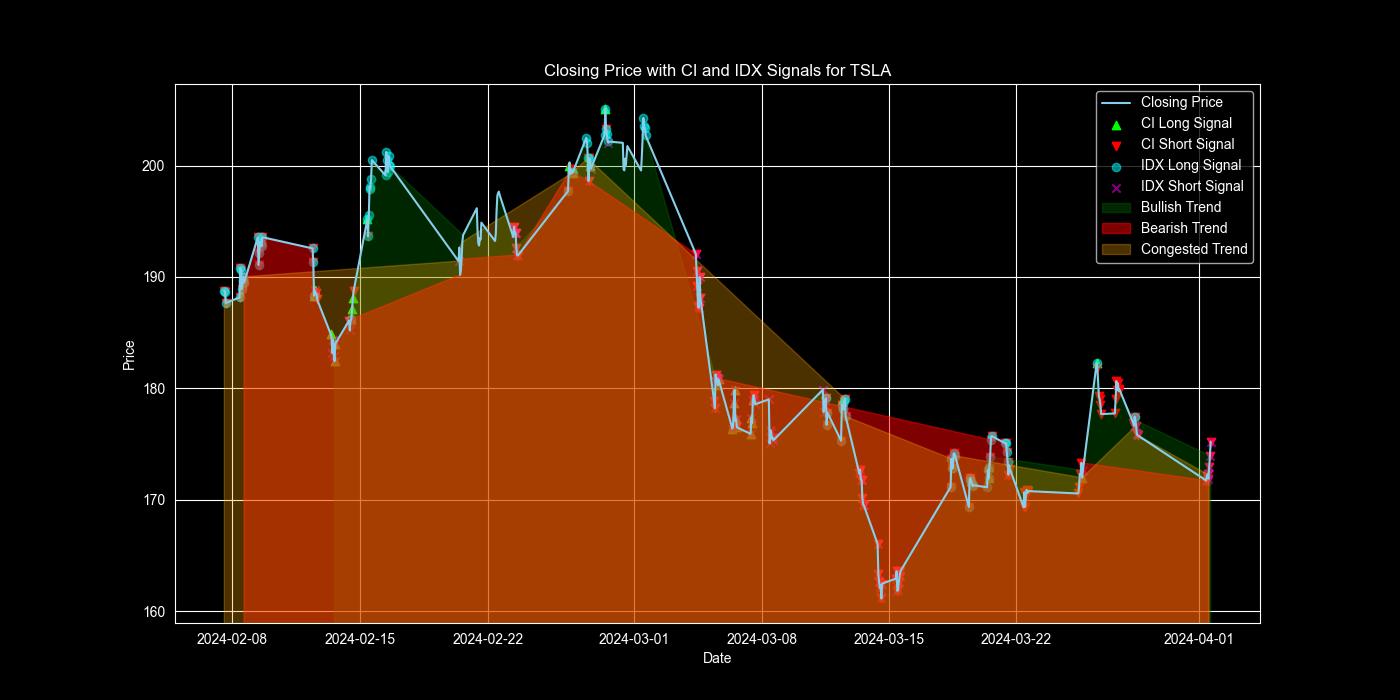 Closing Price with CI and IDX Signals for TSLA
Closing Price
CI Long Signal
CI Short Signal
IDX Long Signal
IDX Short Signal
Bullish Trend
Bearish Trend
Congested Trend
Price
200
190
180
170
160
2024-02-08 2024-02-15 2024-02-22 2024-03-01 2024-03-08 2024-03-15 2024-03-22 2024-04-01
Date